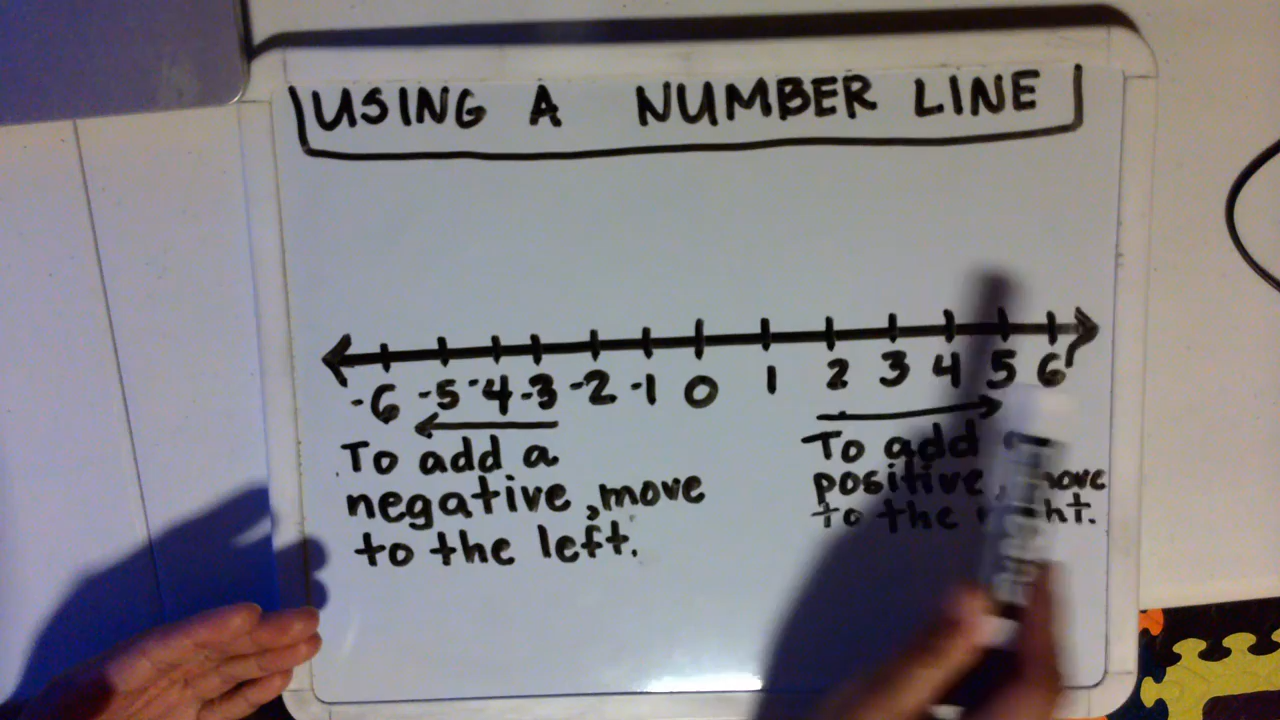 USING A NUMBER LINE
-6 -5 -4 -3 -2 -1 0 1 2 3 4 5 6
To add a
negative, move
to the left.
To add
positive,
to the